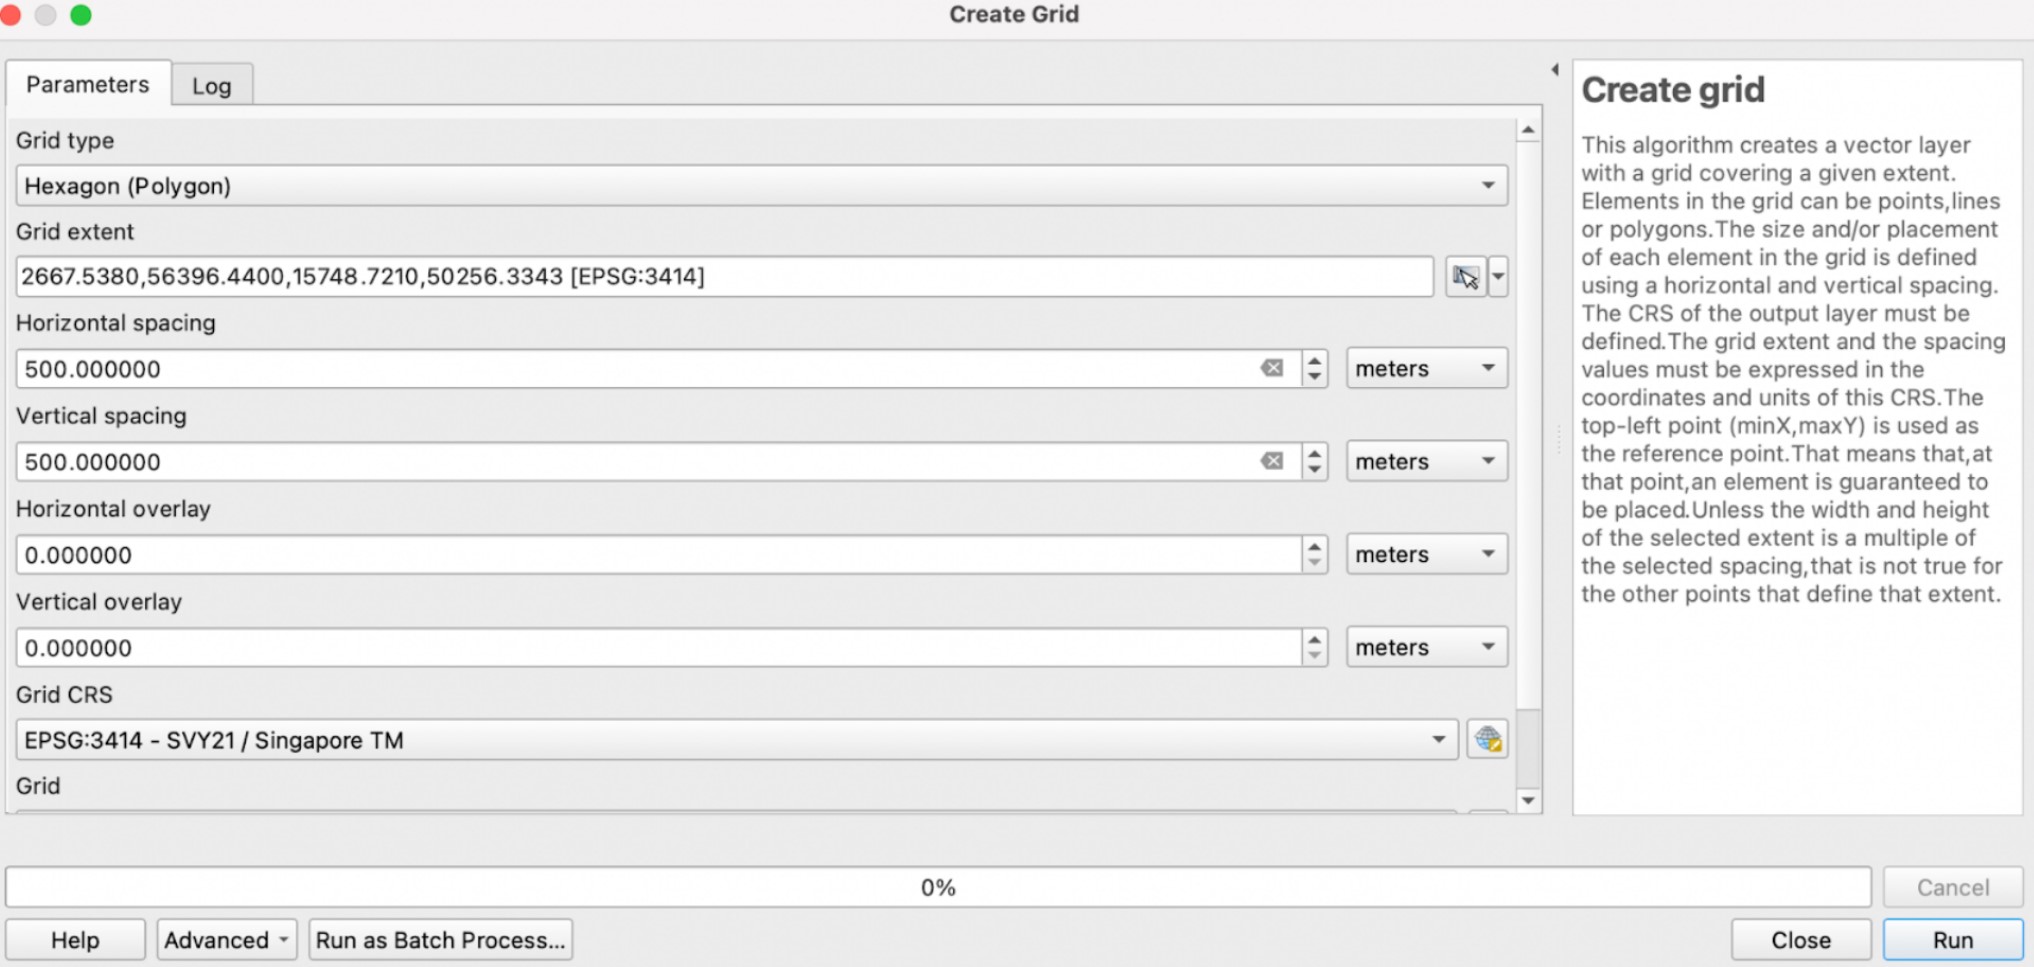 Create Grid
Parameters
Log
Grid type
Hexagon (Polygon)
Grid extent
2667.5380,56396.4400,15748.7210,50256.3343 [EPSG:3414]
Horizontal spacing
500.000000
meters
Vertical spacing
500.000000
meters
Horizontal overlay
0.000000
meters
Vertical overlay
0.000000
meters
Grid CRS
EPSG:3414 - SVY21 / Singapore TM
Grid
Create grid
This algorithm creates a vector layer
with a grid covering a given extent.
Elements in the grid can be points,lines
or polygons.The size and/or placement
of each element in the grid is defined
using a horizontal and vertical spacing.
The CRS of the output layer must be
defined.The grid extent and the spacing
values must be expressed in the
coordinates and units of this CRS.The
top-left point (minX,maxY) is used as
the reference point.That means that,at
that point,an element is guaranteed to
be placed.Unless the width and height
of the selected extent is a multiple of
the selected spacing,that is not true for
the other points that define that extent.
0%
Cancel
Help
Advanced
Run as Batch Process...
Close
Run